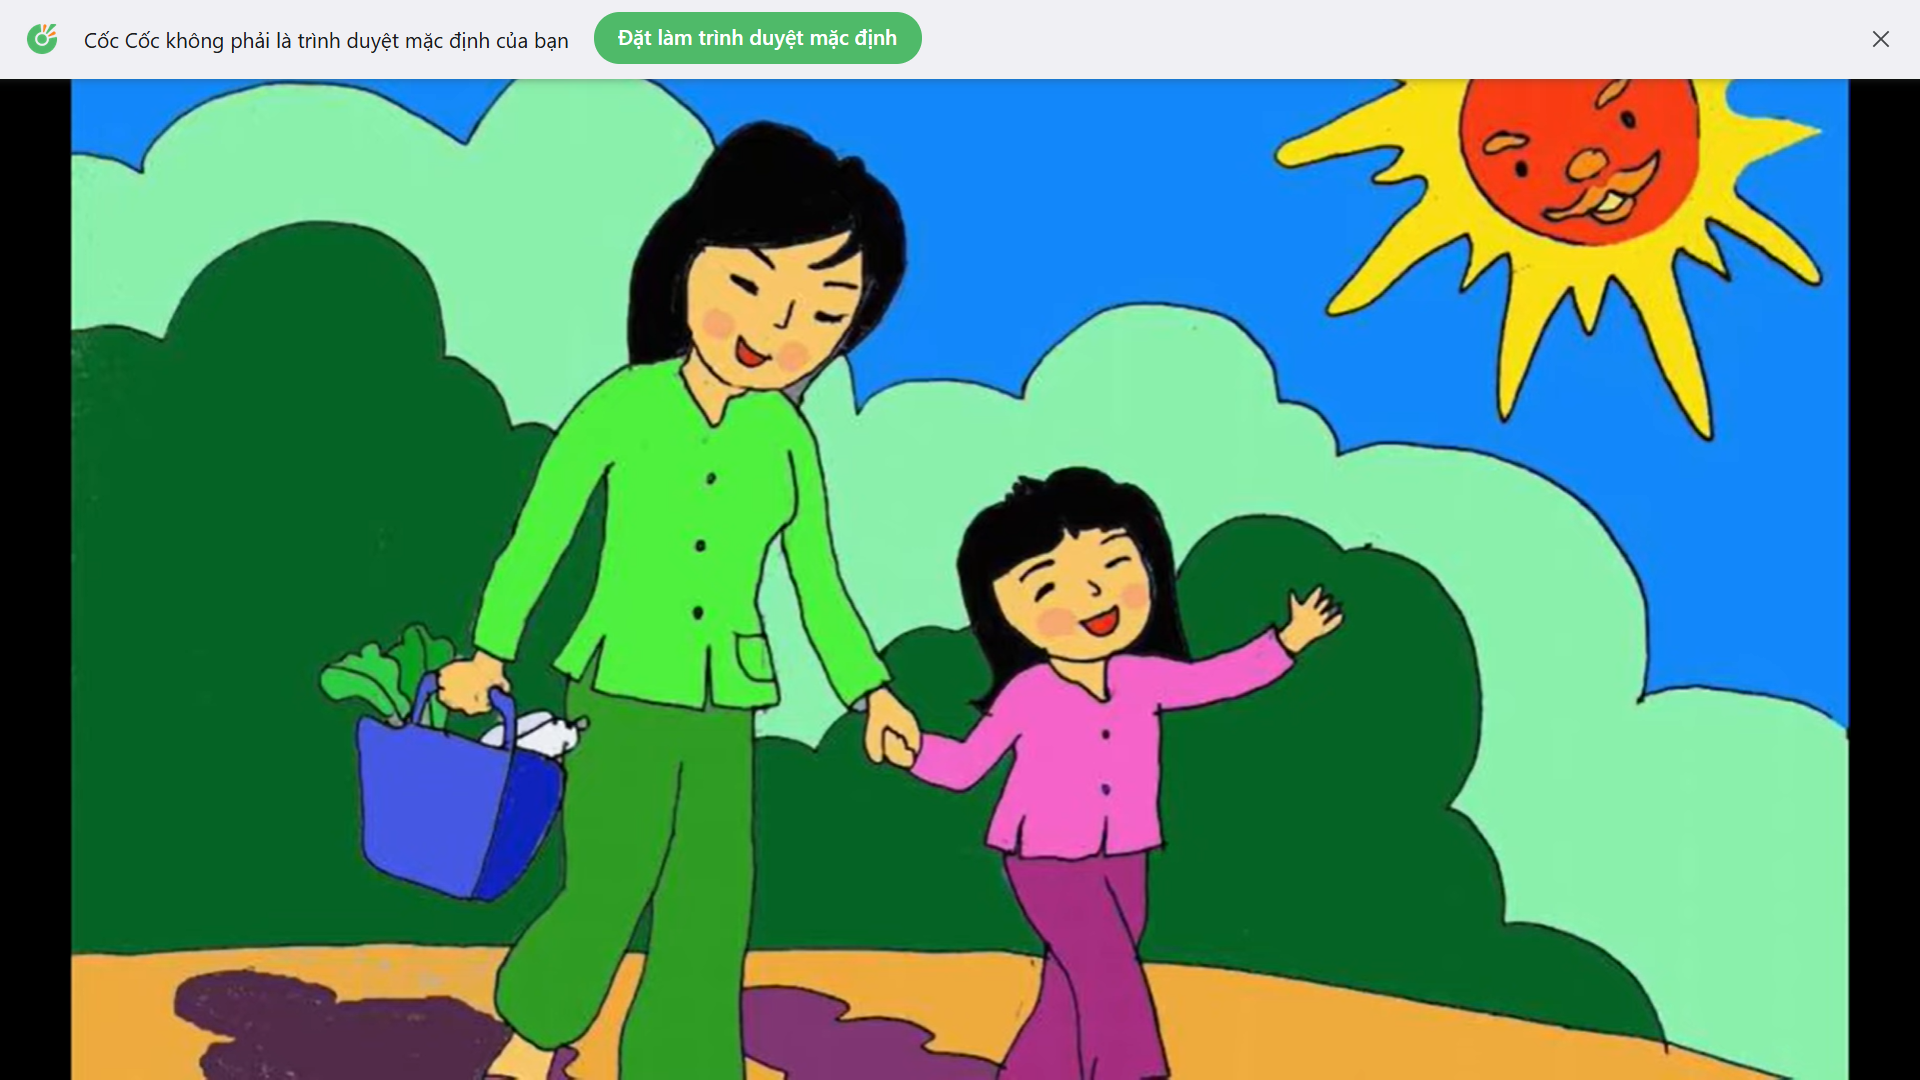 Cốc Cốc không phải là trình duyệt mặc định của bạn
Đặt làm trình duyệt mặc định